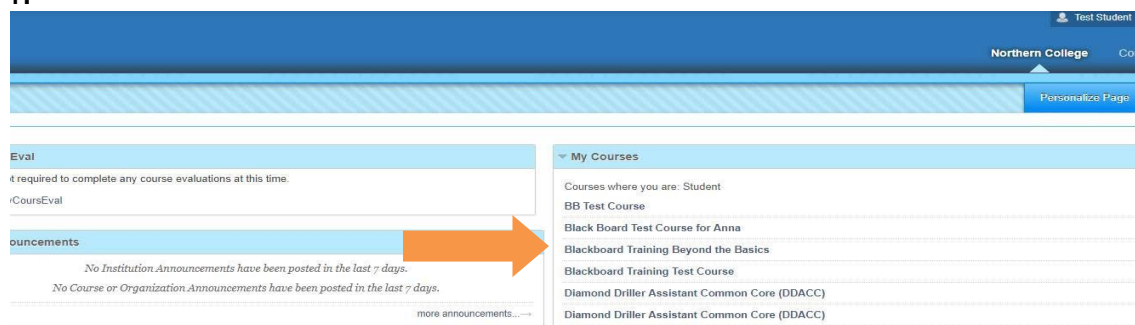 Test Student
Northern College Co
Personalize Page
Eval
t required to complete any course evaluations at this time.
CoursEval
ouncements
No Institution Announcements have been posted in the last 7 days.
No Course or Organization Announcements have been posted in the last 7 days.
more announcements...→
My Courses
Courses where you are: Student
BB Test Course
Black Board Test Course for Anna
Blackboard Training Beyond the Basics
Blackboard Training Test Course
Diamond Driller Assistant Common Core (DDACC)
Diamond Driller Assistant Common Core (DDACC)